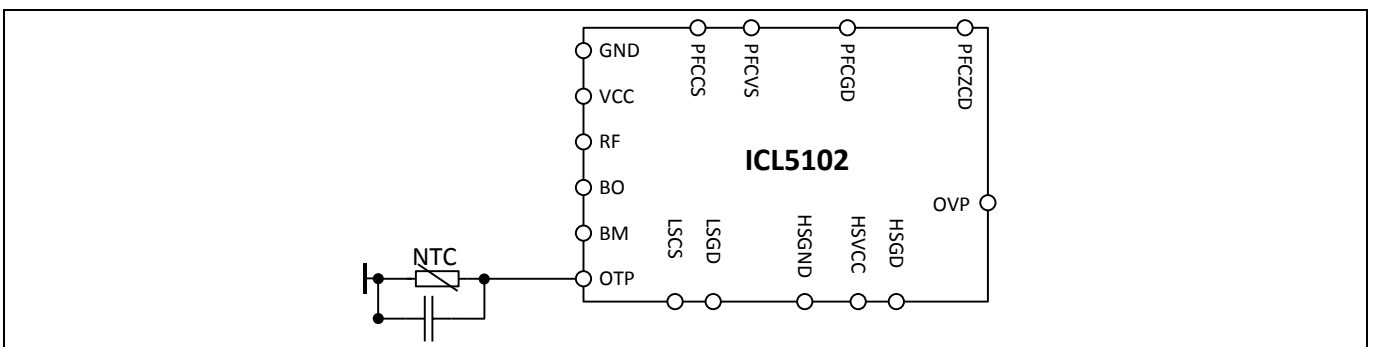 GND
PFCCS
PFCVS
PFCGD
PFCZCD
VCC
RF
ICL5102
BO
OVP
BM
LSCS
LSGD
HSGND
HSVCC
HSGD
NTC
OTP